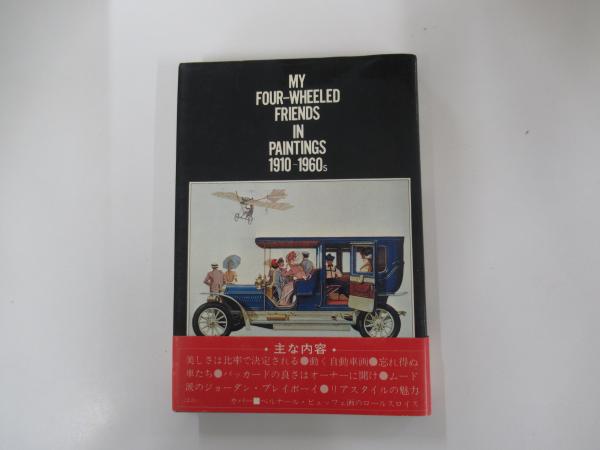 MY
FOUR-WHEELED
FRIENDS
IN
PAINTINGS
1910-1960s
・主な内容・
美しさは比率で決定される●動く自動車画●忘れ得ぬ
車たち●パッカードの良さはオーナーに聞け●ムード
派のジョーダン・プレイボーイ●リアスタイルの魅力
ほか
カバー■ベルナール・ビュッフェ画のロールスロイス